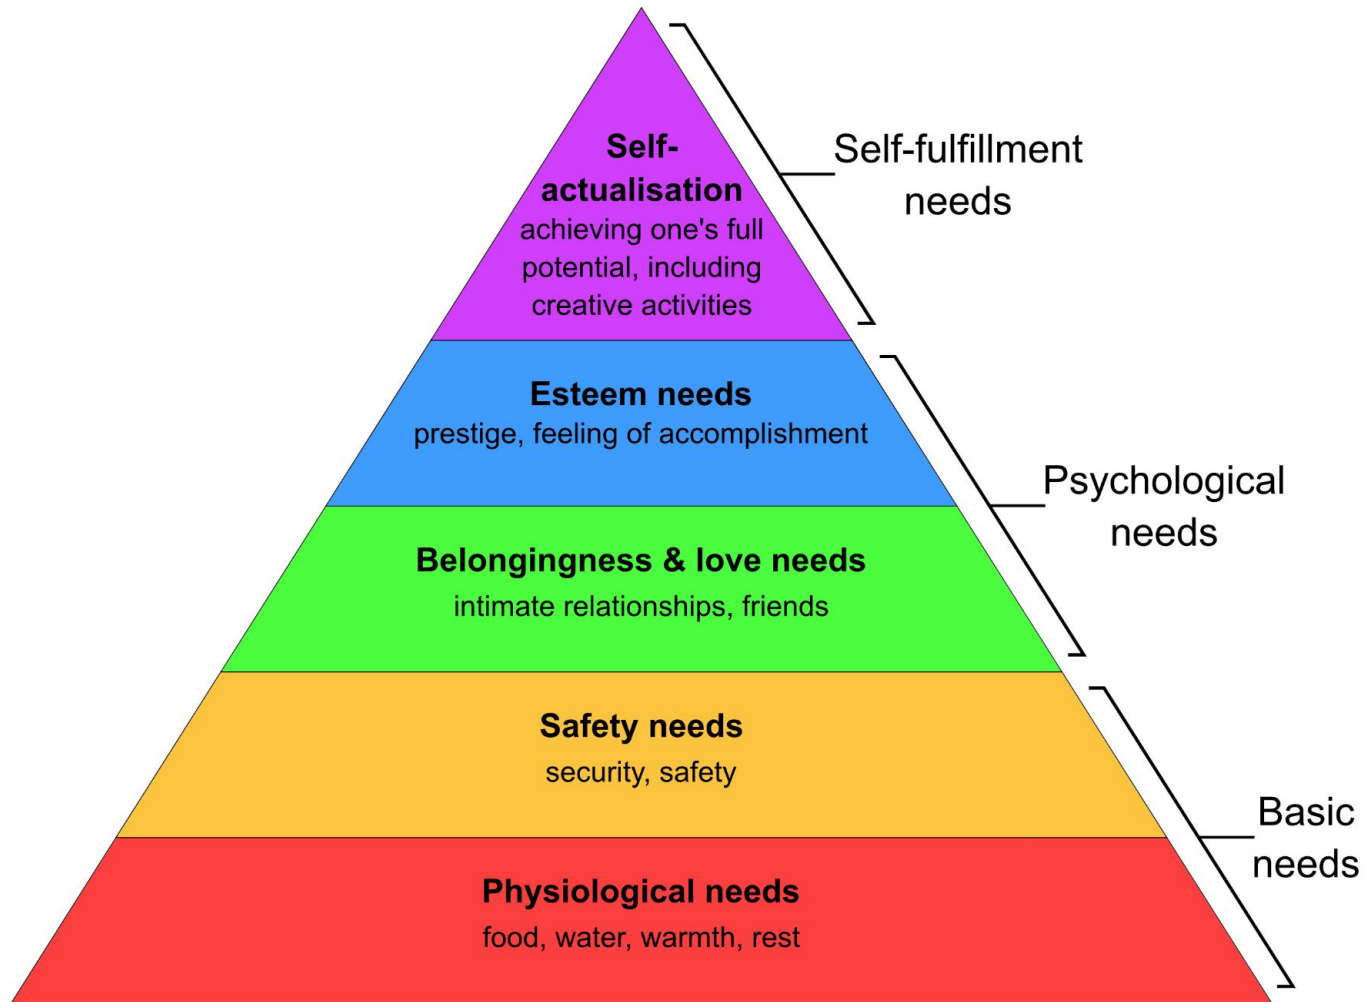 Self-
actualisation
achieving one's full
potential, including
creative activities
Self-fulfillment
needs
Esteem needs
prestige, feeling of accomplishment
Psychological
needs
Belongingness & love needs
intimate relationships, friends
Safety needs
security, safety
Basic
needs
Physiological needs
food, water, warmth, rest